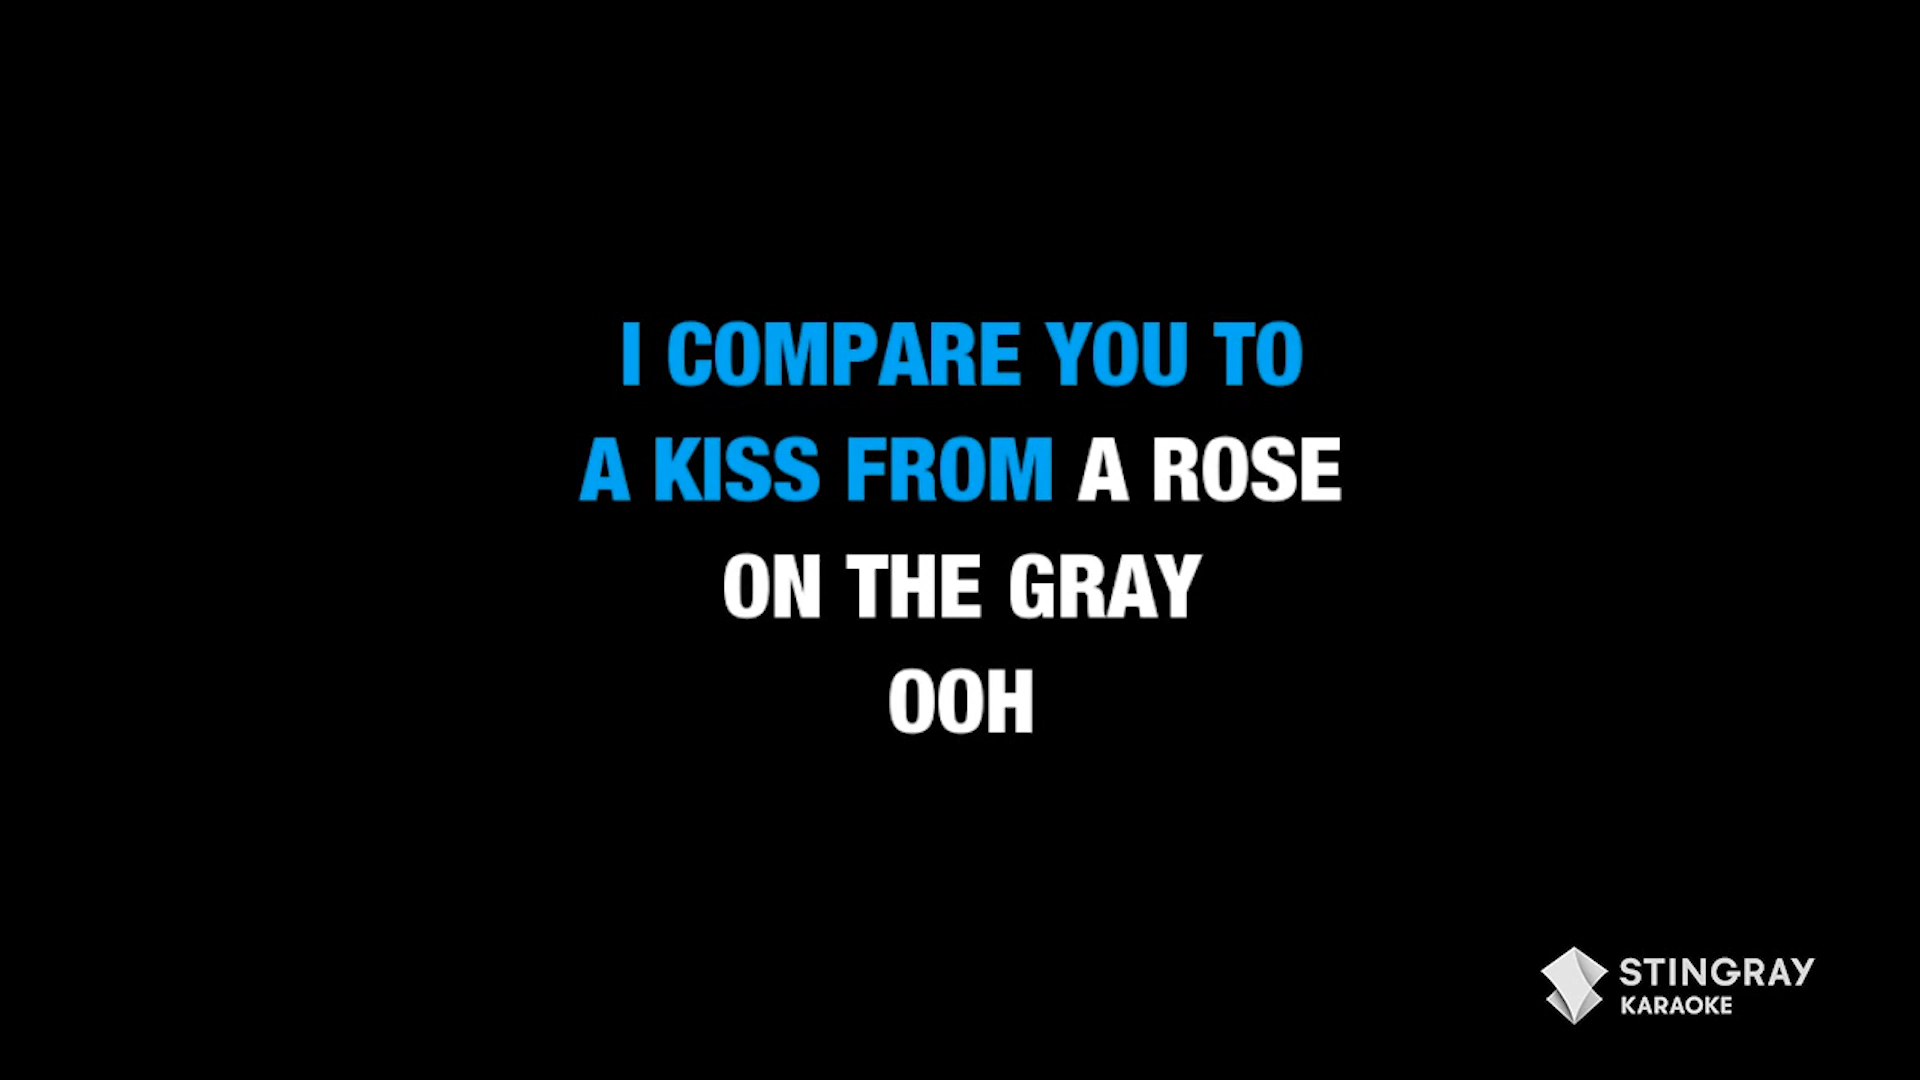 I COMPARE YOU TO
A KISS FROM A ROSE
ON THE GRAY
OOH
STINGRAY
KARAOKE